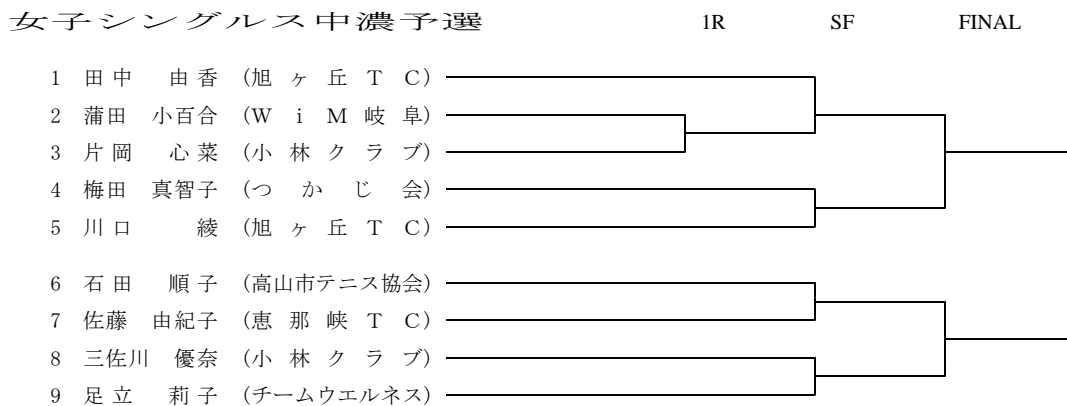 女子シングルス中濃予選 1R SF FINAL
1 田中 由香 (旭ヶ丘TC)
2 蒲田 小百合 (WiM岐阜)
3 片岡 心菜 (小林クラブ)
4 梅田 真智子 (つかじ会)
5 川口 綾 (旭ヶ丘TC)
6 石田 順子 (高山市テニス協会)
7 佐藤 由紀子 (恵那峡TC)
8 三佐川 優奈 (小林クラブ)
9 足立 莉子 (チームウエルネス)